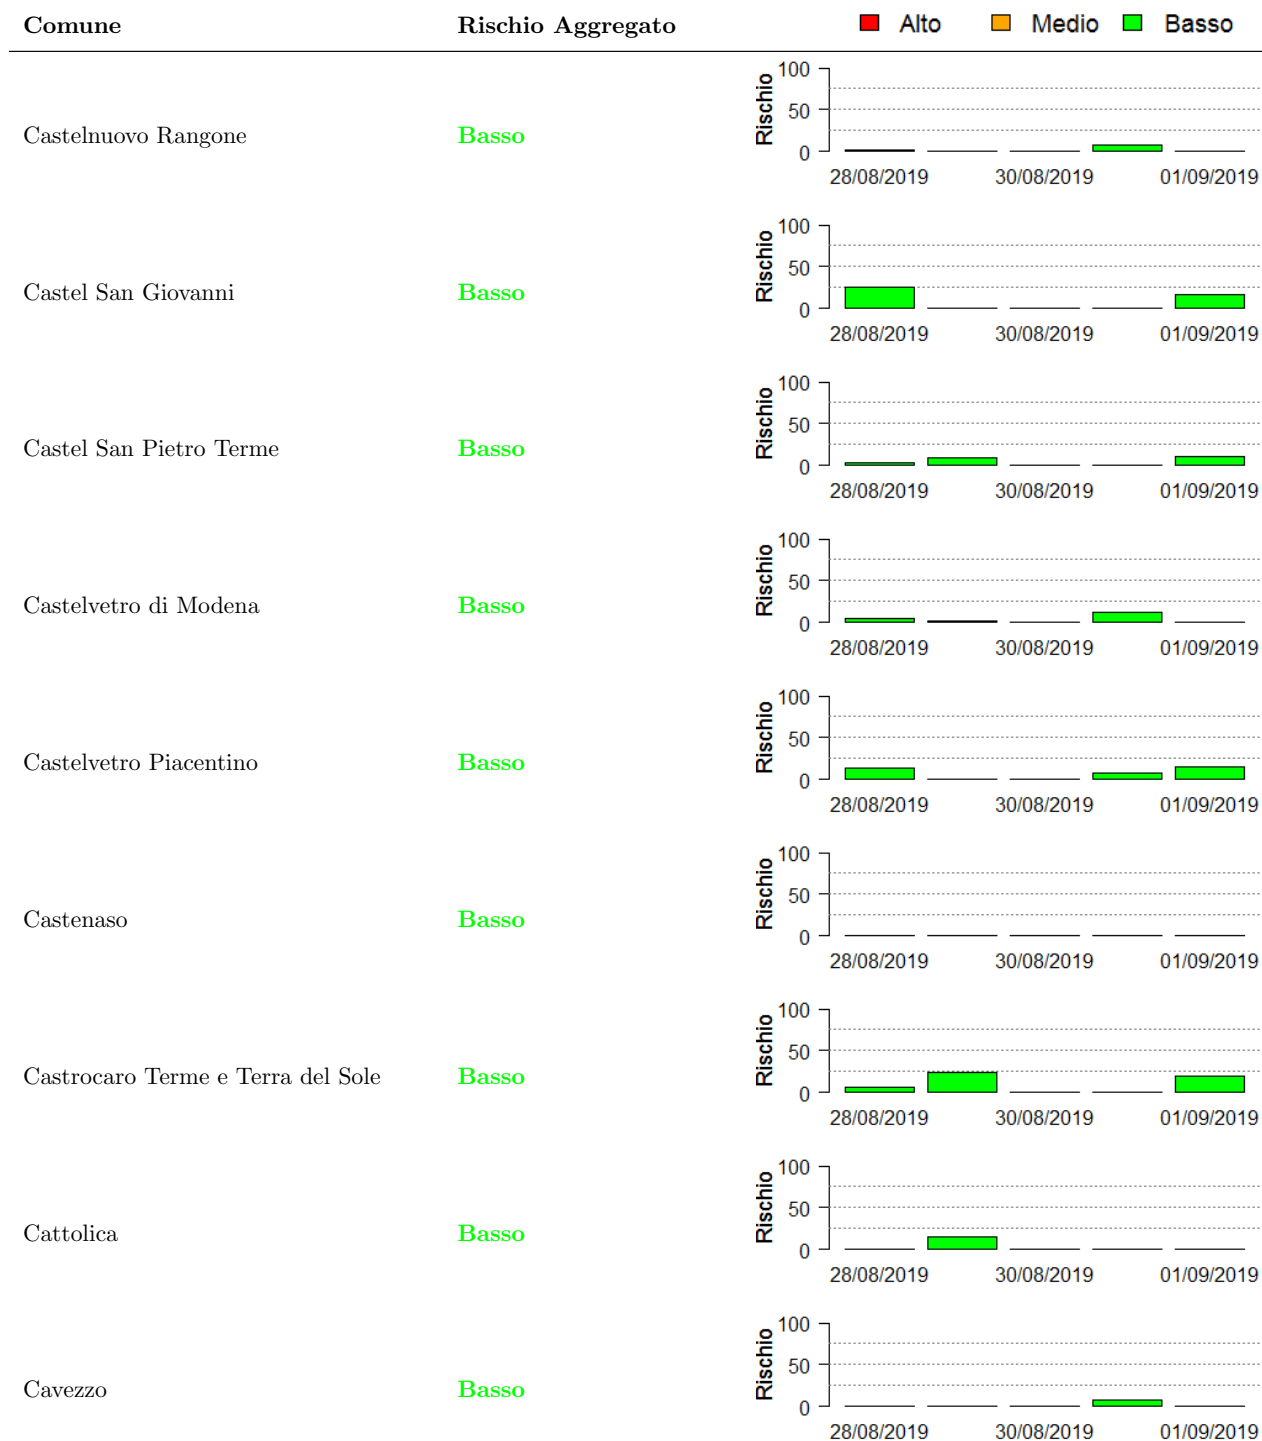 Comune Rischio Aggregato Alto Medio Basso
100
50
0
Rischio
Castelnuovo Rangone Basso
28/08/2019 30/08/2019 01/09/2019
100
50
0
Rischio
Castel San Giovanni Basso
28/08/2019 30/08/2019 01/09/2019
100
50
0
Rischio
Castel San Pietro Terme Basso
28/08/2019 30/08/2019 01/09/2019
100
50
0
Rischio
Castelvetro di Modena Basso
28/08/2019 30/08/2019 01/09/2019
100
50
0
Rischio
Castelvetro Piacentino Basso
28/08/2019 30/08/2019 01/09/2019
100
50
0
Rischio
Castenaso Basso
28/08/2019 30/08/2019 01/09/2019
100
50
0
Rischio
Castrocaro Terme e Terra del Sole Basso
28/08/2019 30/08/2019 01/09/2019
100
50
0
Rischio
Cattolica Basso
28/08/2019 30/08/2019 01/09/2019
100
50
0
Rischio
Cavezzo Basso
28/08/2019 30/08/2019 01/09/2019